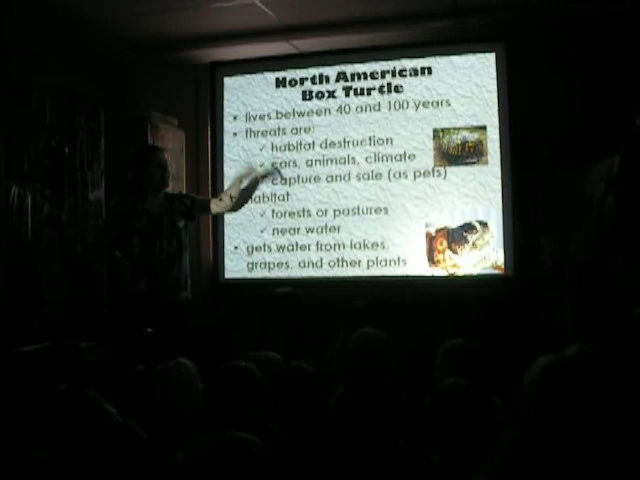 North American
Box Turtle
• lives between 40 and 100 years
• threats are:
✓ habitat destruction
✓ cars, animals, climate
✓ capture and sale (as pets)
habitat
✓ forests or pastures
✓ near water
• gets water from lakes,
grapes, and other plants